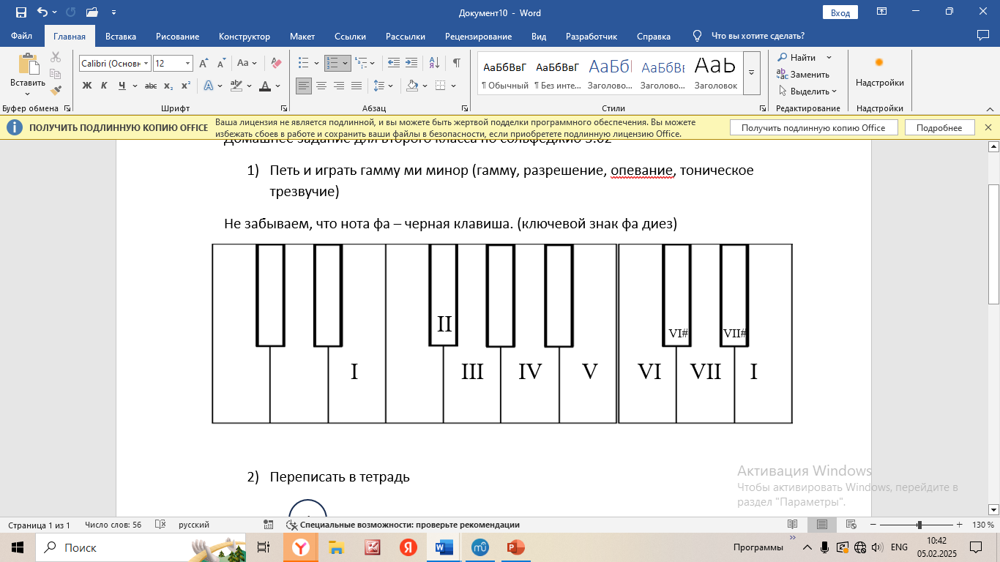 Документ10 - Word
Вход
Файл Главная Вставка Рисование Конструктор Макет Ссылки Рассылки Рецензирование Вид Разработчик Справка Что вы хотите сделать?
Вставить
Calibri (Основн 12 Aa
Ж К Ч abc x₂ x² A A
АаБбВвГ АаБбВвГ АаБбВ АаБбВв АаЬ
¶ Обычный ¶ Без инте... Заголово... Заголово... Заголовок
Найти
Заменить
Выделить
Настройки
Буфер обмена Шрифт Абзац Стили Редактирование Настройки
ПОЛУЧИТЬ ПОДЛИННУЮ КОПИЮ OFFICE
Ваша лицензия не является подлинной, и вы можете быть жертвой подделки программного обеспечения. Вы можете
избежать сбоев в работе и сохранить ваши файлы в безопасности, если приобретете подлинную лицензию Office.
Получить подлинную копию Office
Подробнее
Домашнее задание для второго класса по сольфеджио 5.02
1) Петь и играть гамму ми минор (гамму, разрешение, опевание, тоническое
трезвучие)
Не забываем, что нота фа – черная клавиша. (ключевой знак фа диез)
II VI# VII#
I III IV V VI VII I
2) Переписать в тетрадь
Активация Windows
Чтобы активировать Windows, перейдите в
раздел "Параметры".
Страница 1 из 1 Число слов: 56 русский Специальные возможности: проверьте рекомендации 130 %
Поиск
Программы
ENG
10:42
05.02.2025